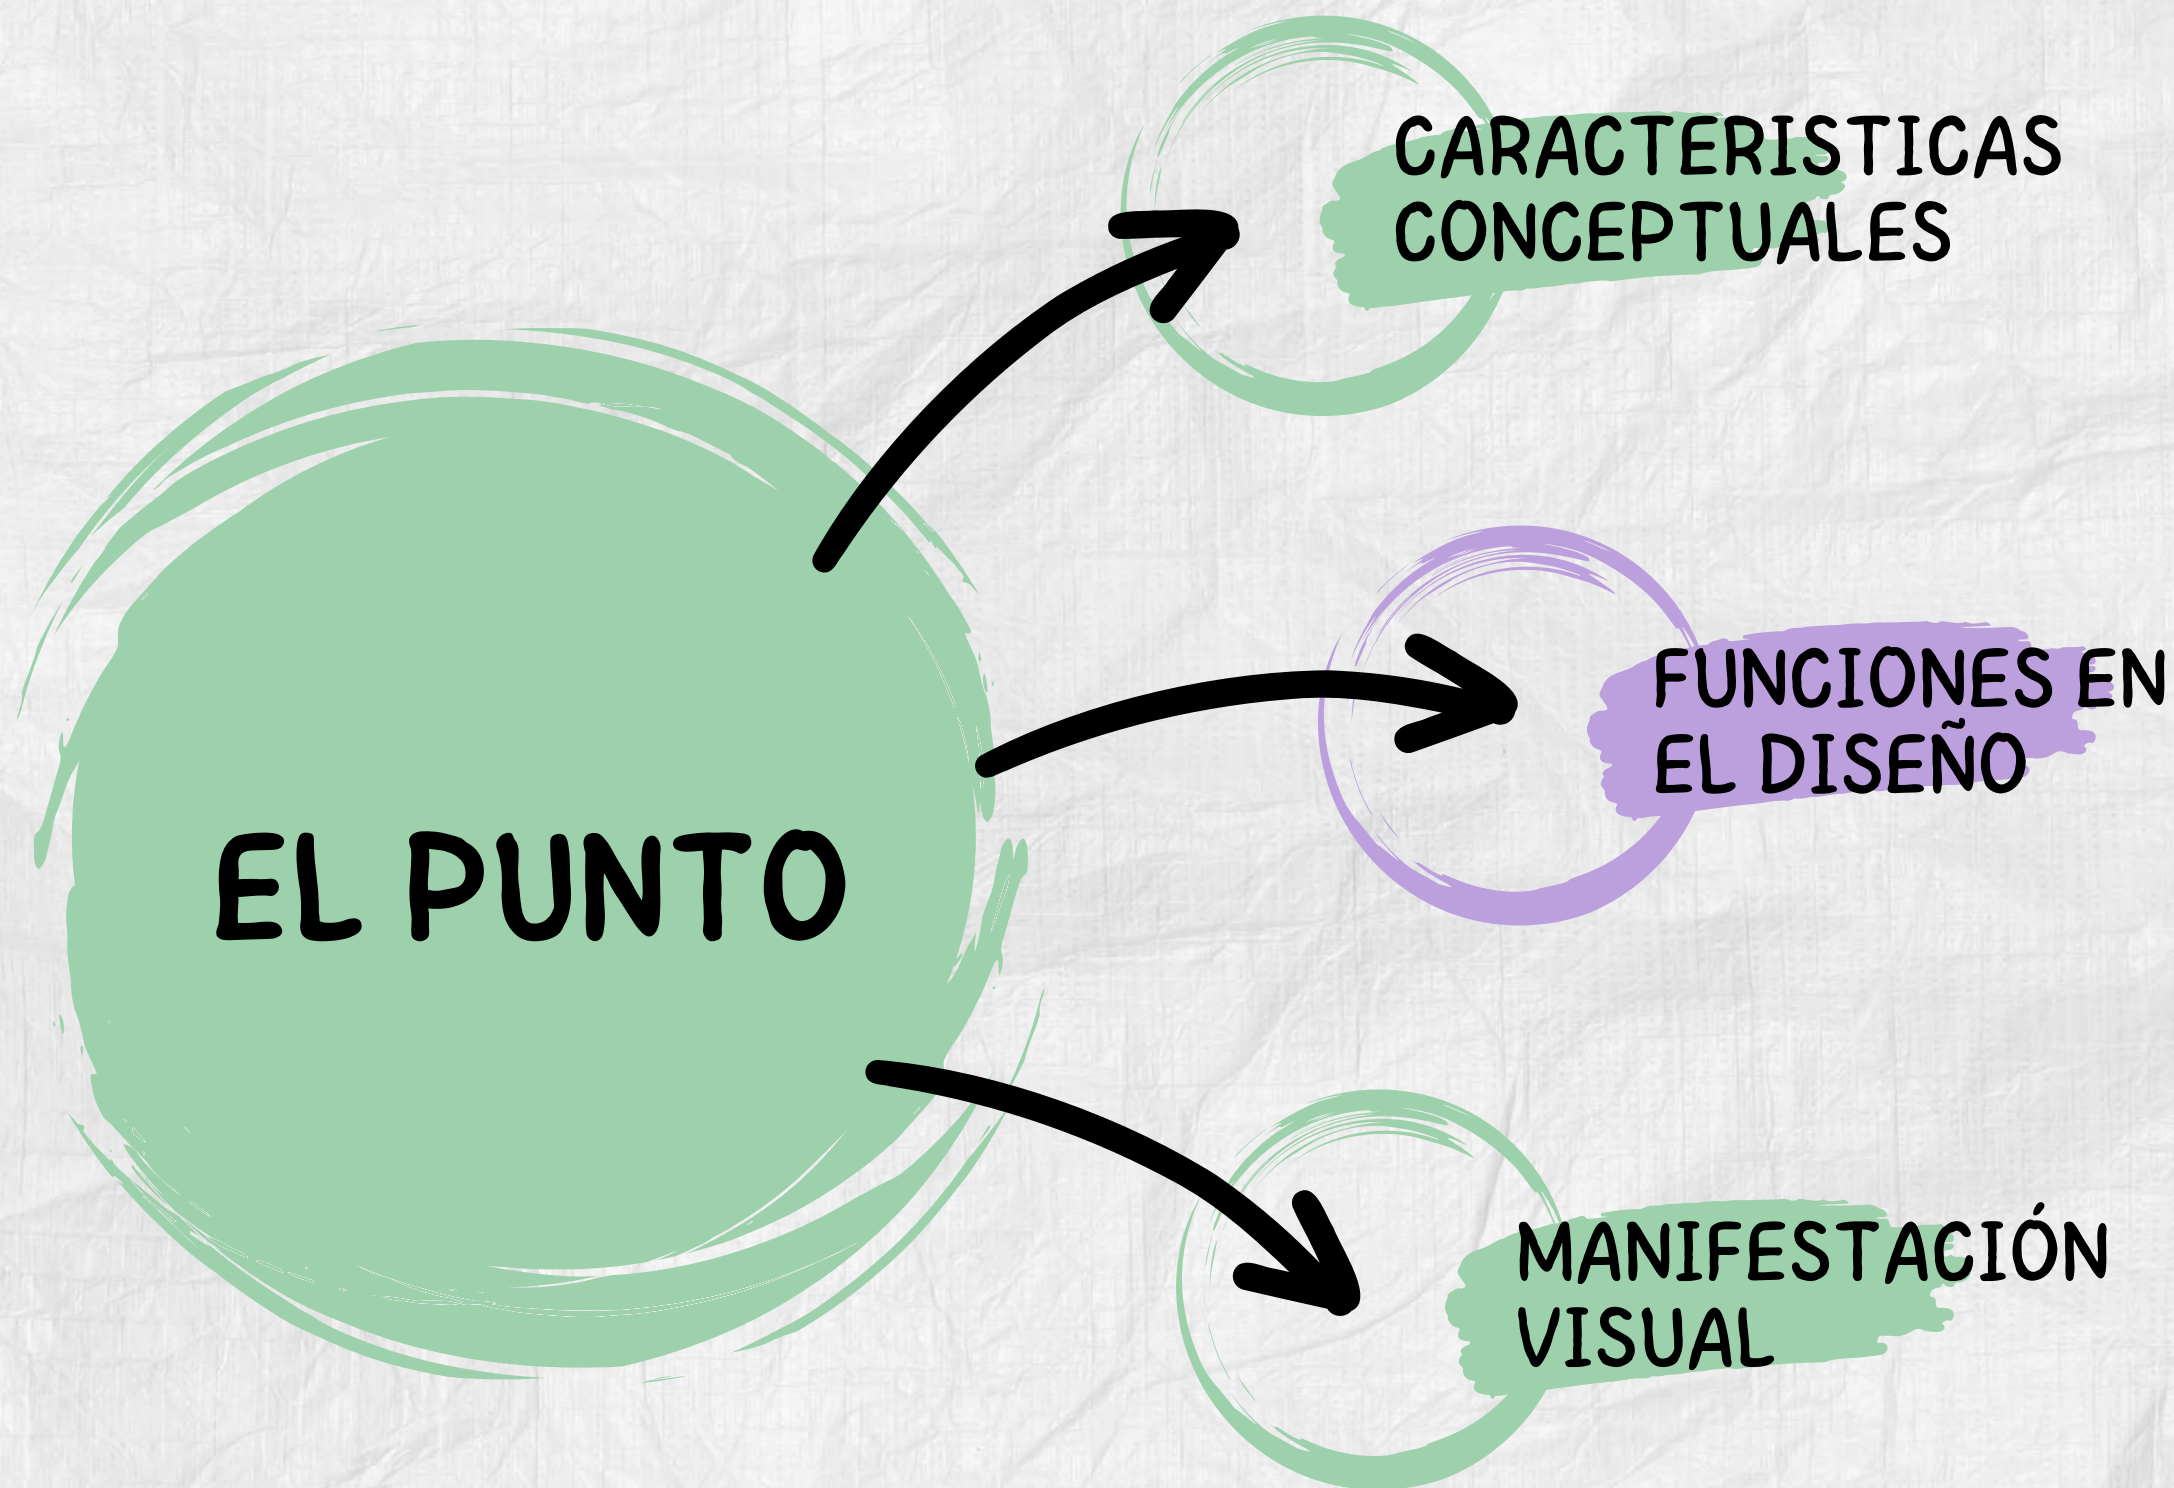 CARACTERISTICAS
CONCEPTUALES
FUNCIONES EN
EL DISEÑO
EL PUNTO
MANIFESTACIÓN
VISUAL